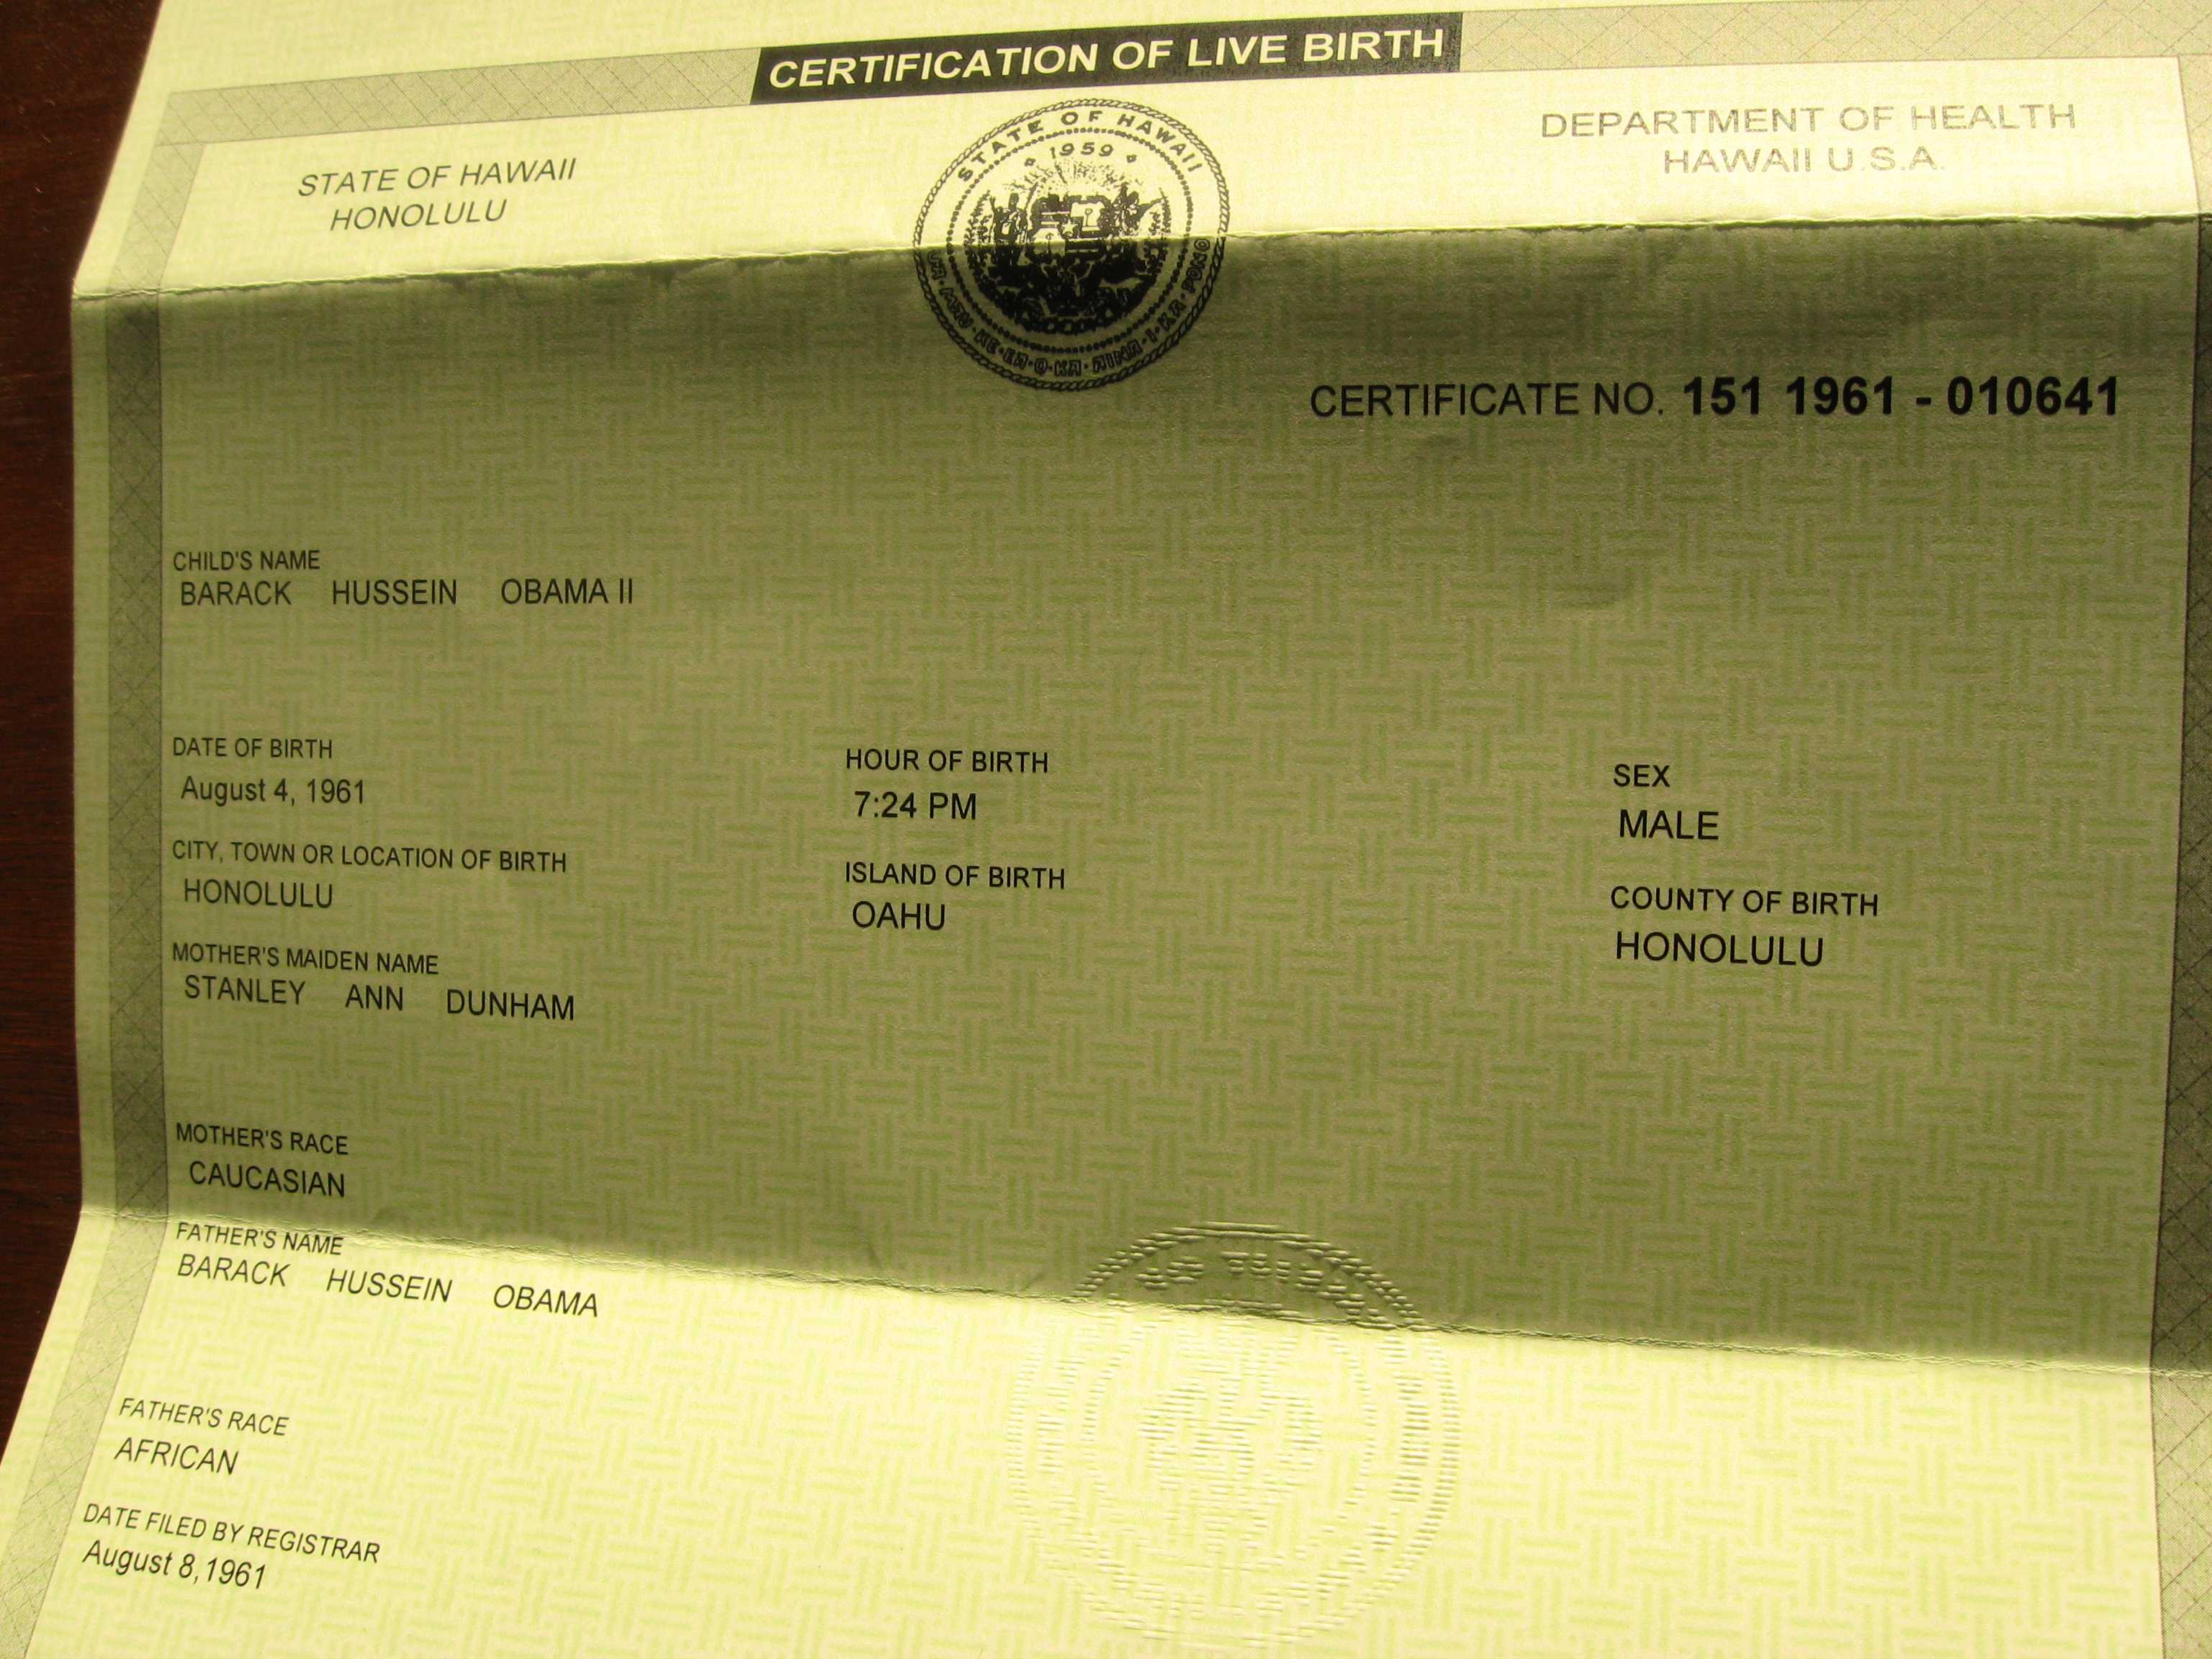 CERTIFICATION OF LIVE BIRTH
STATE OF HAWAII
HONOLULU
STATE OF HAWAII
1959
DEPARTMENT OF HEALTH
HAWAII U.S.A.
CERTIFICATE NO. 151 1961 - 010641
CHILD'S NAME
BARACK HUSSEIN OBAMA II
DATE OF BIRTH
August 4, 1961
HOUR OF BIRTH
7:24 PM
SEX
MALE
CITY, TOWN OR LOCATION OF BIRTH
HONOLULU
ISLAND OF BIRTH
OAHU
COUNTY OF BIRTH
HONOLULU
MOTHER'S MAIDEN NAME
STANLEY ANN DUNHAM
MOTHER'S RACE
CAUCASIAN
FATHER'S NAME
BARACK HUSSEIN OBAMA
FATHER'S RACE
AFRICAN
DATE FILED BY REGISTRAR
August 8,1961